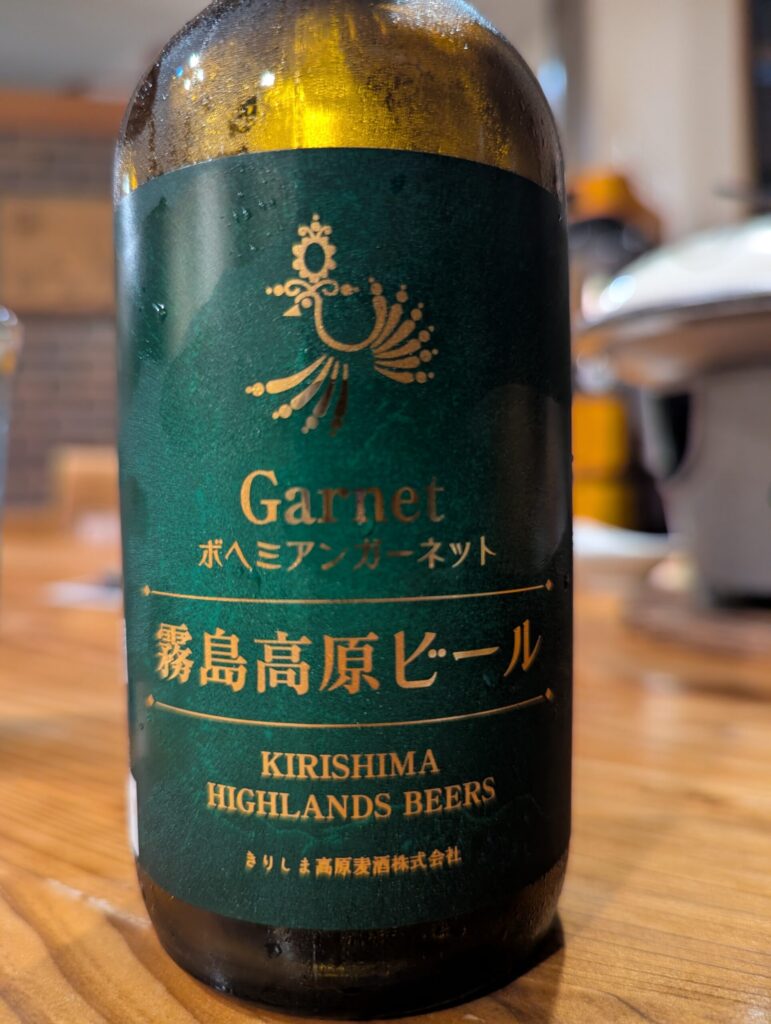 Garnet
ボヘミアンガーネット
霧島高原ビール
KIRISHIMA
HIGHLANDS BEERS
きりしま高原麦酒株式会社